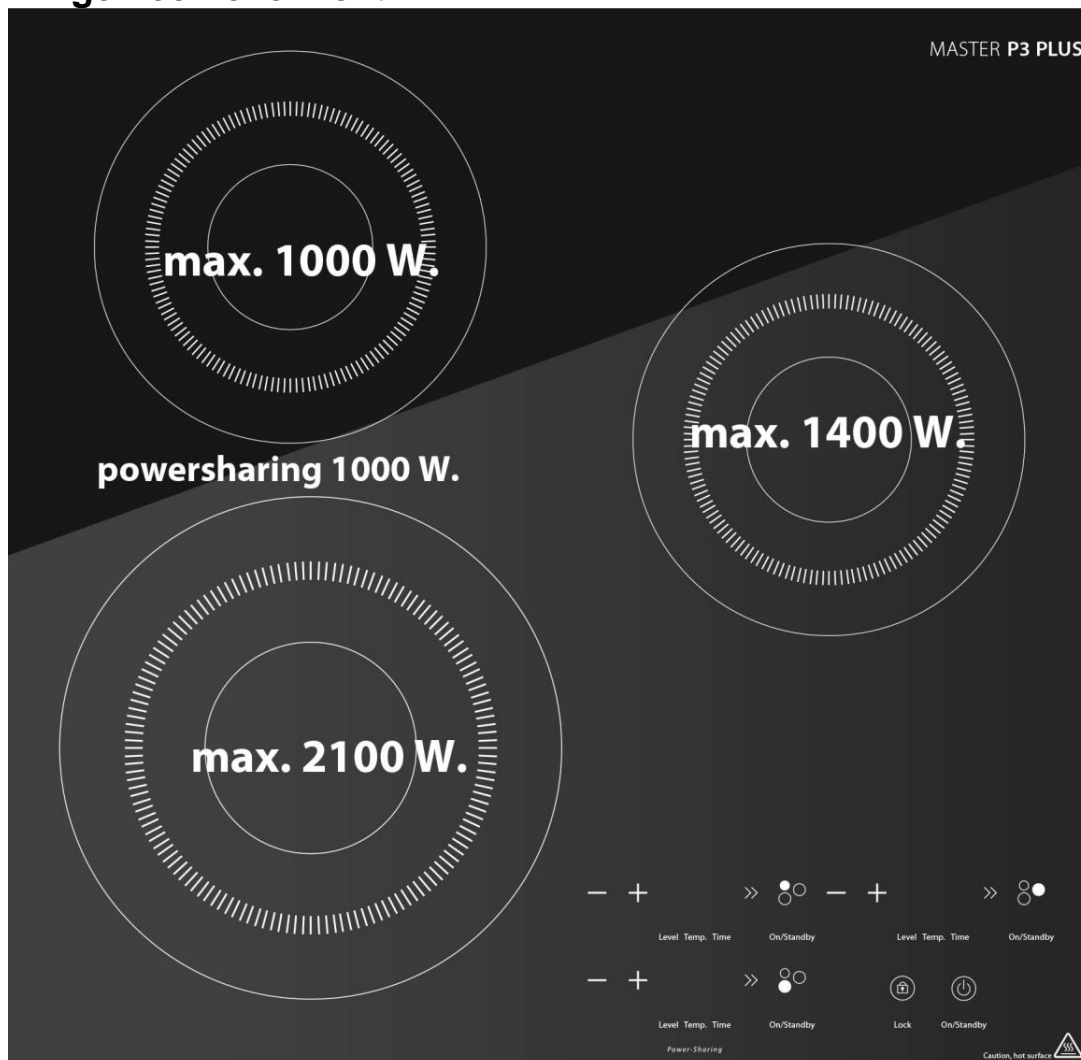 MASTER P3 PLUS
max. 1000 W.
max. 1400 W.
powersharing 1000 W.
max. 2100 W.
Level Temp. Time On/Standby
Level Temp. Time On/Standby
Level Temp. Time On/Standby
Lock On/Standby
Power-Sharing
Caution, hot surface